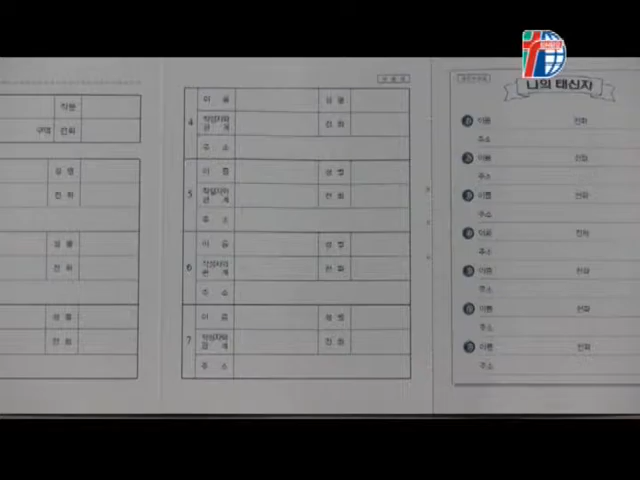 직분
구역 전화
성 별
전 화
성 별
전 화
성 별
전 화
4
이 름
성 별
작성자와
관 계
전 화
주 소
5
이 름
성 별
작성자와
관 계
전 화
주 소
6
이 름
성 별
작성자와
관 계
전 화
주 소
7
이 름
성 별
작성자와
관 계
전 화
주 소
나의 태신자
이름 전화
주소
이름 전화
주소
이름 전화
주소
이름 전화
주소
이름 전화
주소
이름 전화
주소
이름 전화
주소